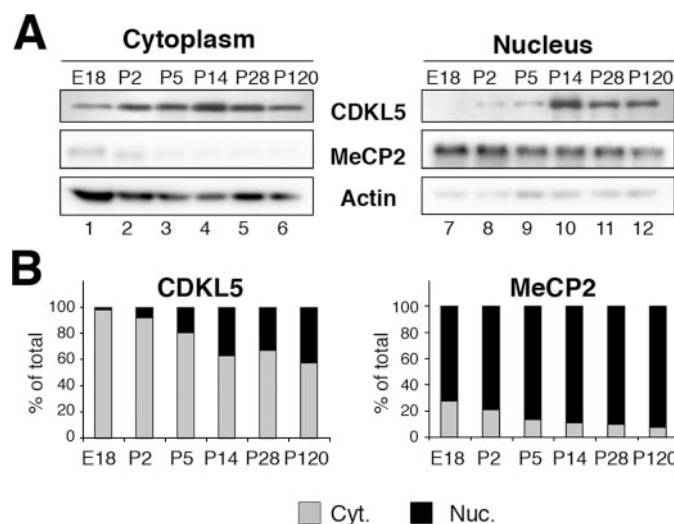 A
Cytoplasm
Nucleus
E18 P2 P5 P14 P28 P120
E18 P2 P5 P14 P28 P120
CDKL5
MeCP2
Actin
1 2 3 4 5 6
7 8 9 10 11 12
B
CDKL5
% of total
100
80
60
40
20
0
E18 P2 P5 P14 P28 P120
MeCP2
% of total
100
80
60
40
20
0
E18 P2 P5 P14 P28 P120
Cyt. Nuc.